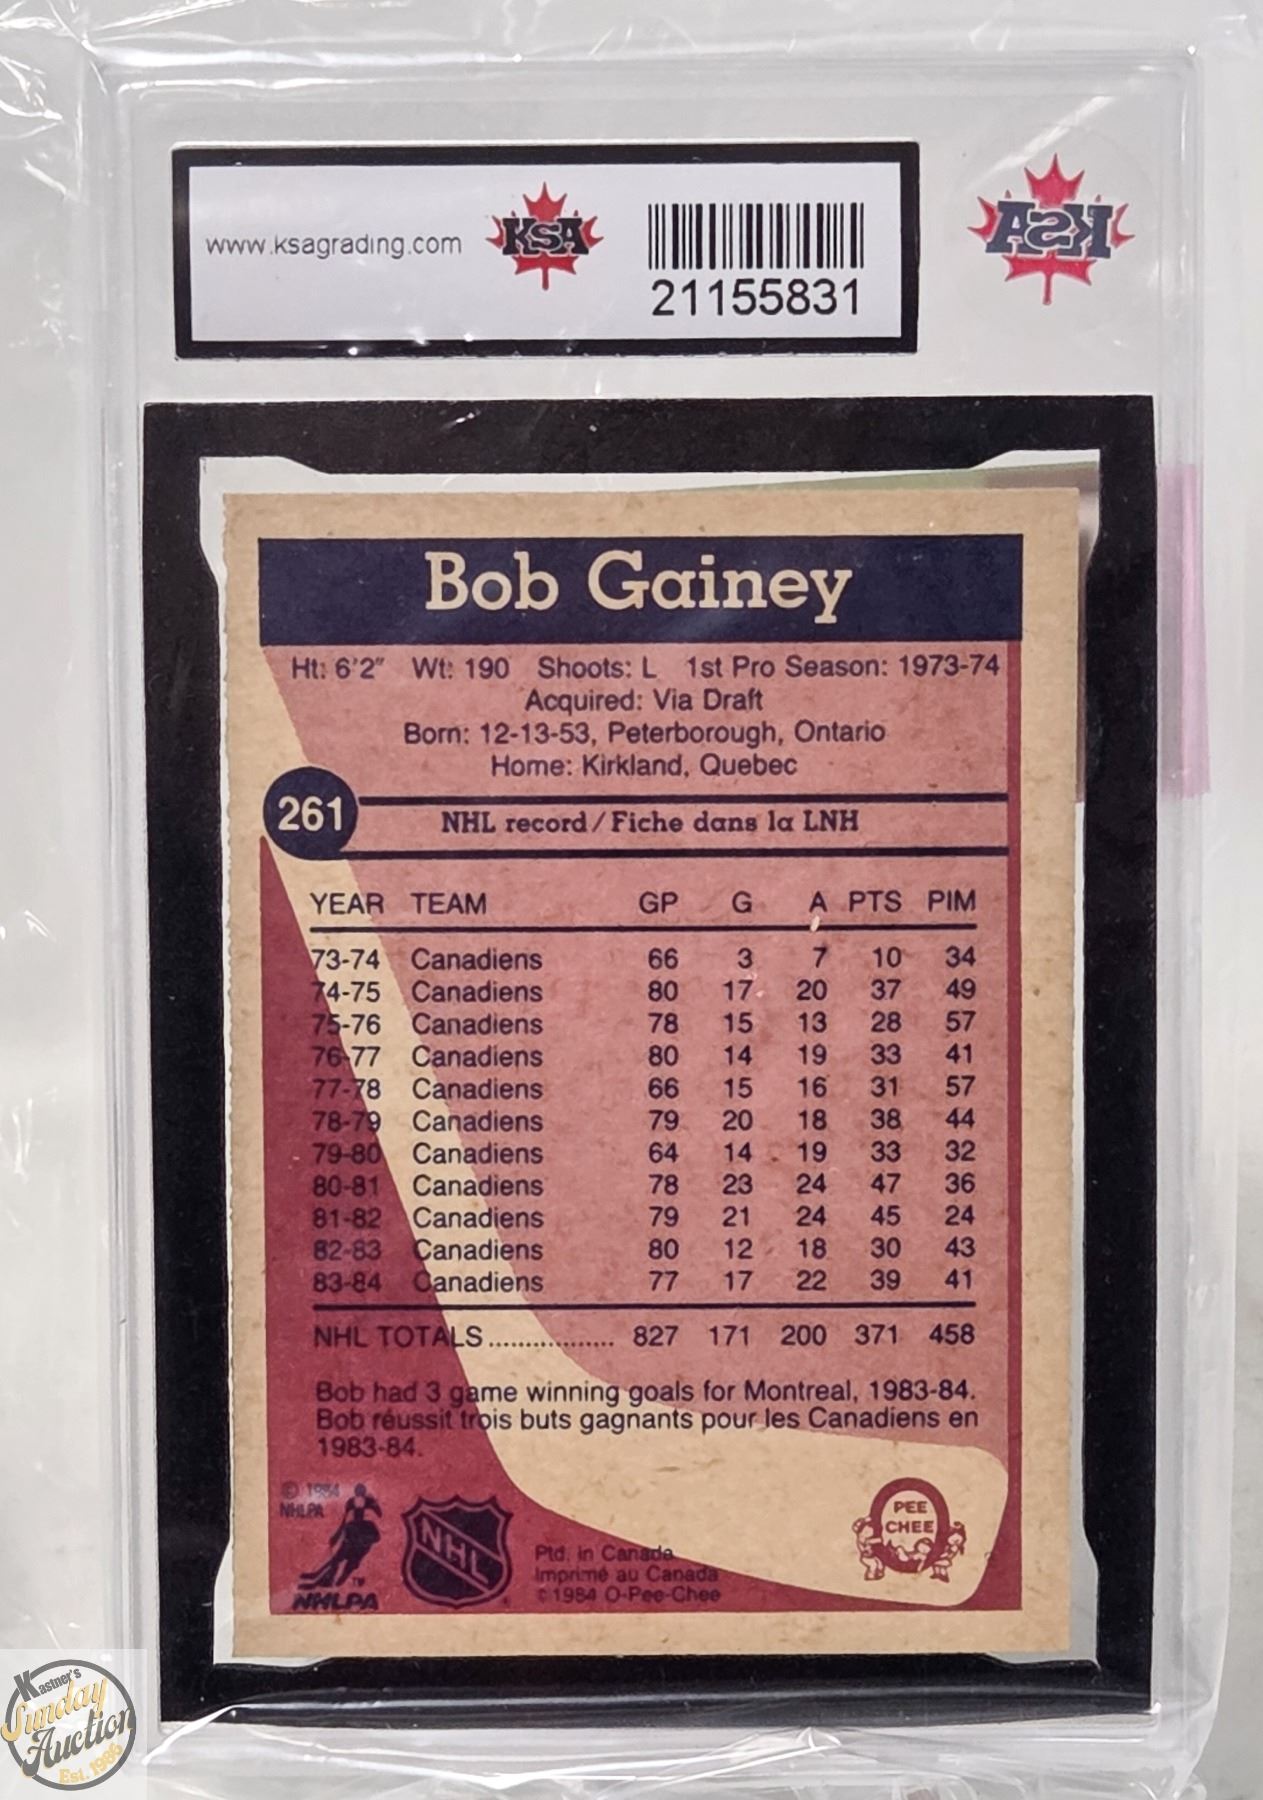 www.ksagrading.com
KSA
21155831
KSA
Bob Gainey
Ht: 6'2" Wt: 190 Shoots: L 1st Pro Season: 1973-74
Acquired: Via Draft
Born: 12-13-53, Peterborough, Ontario
Home: Kirkland, Quebec
261
NHL record/Fiche dans la LNH
YEAR TEAM GP G A PTS PIM
73-74 Canadiens 66 3 7 10 34
74-75 Canadiens 80 17 20 37 49
75-76 Canadiens 78 15 13 28 57
76-77 Canadiens 80 14 19 33 41
77-78 Canadiens 66 15 16 31 57
78-79 Canadiens 79 20 18 38 44
79-80 Canadiens 64 14 19 33 32
80-81 Canadiens 78 23 24 47 36
81-82 Canadiens 79 21 24 45 24
82-83 Canadiens 80 12 18 30 43
83-84 Canadiens 77 17 22 39 41
NHL TOTALS................. 827 171 200 371 458
Bob had 3 game winning goals for Montreal, 1983-84.
Bob réussit trois buts gagnants pour les Canadiens en
1983-84.
© 1984
NHLPA
TM
NHLPA
NHL
Ptd. in Canada
Imprimé au Canada
© 1984 O-Pee-Chee
PEE
CHEE
Kastner's
Sunday
Auction
Est. 1986